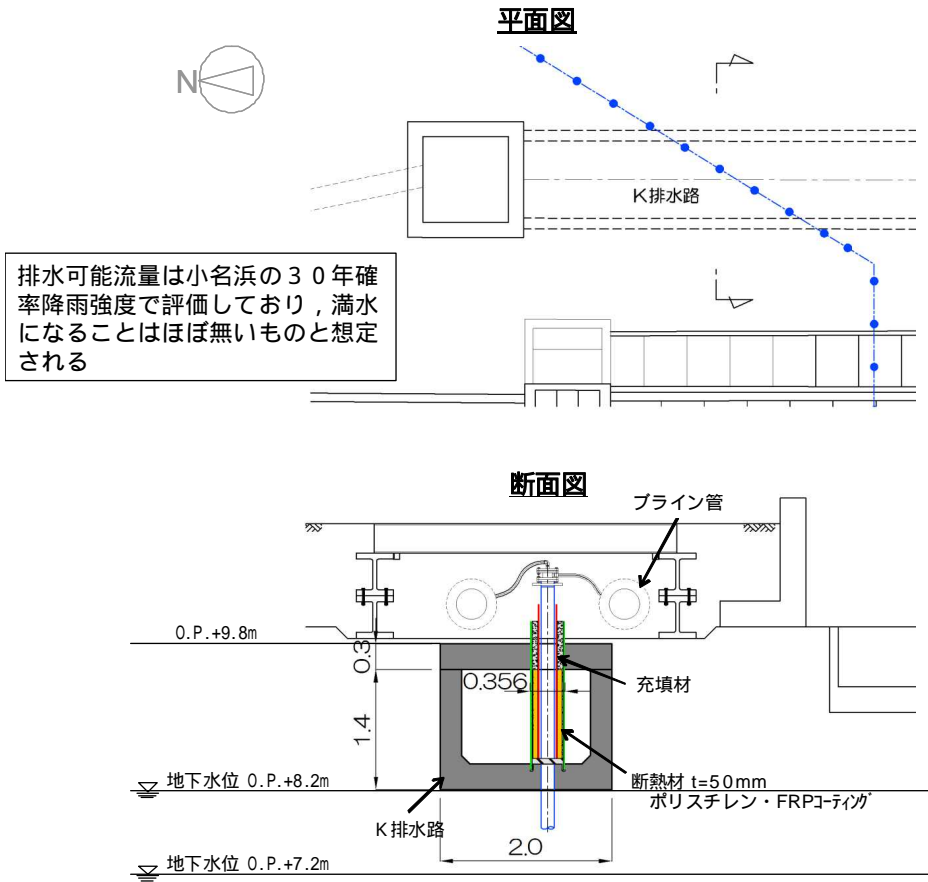 平面図
N
K排水路
排水可能流量は小名浜の３０年確
率降雨強度で評価しており，満水
になることはほぼ無いものと想定
される
断面図
ブライン管
O.P.+9.8m
0.3
0.356
充填材
1.4
断熱材 t=50mm
ポリスチレン・FRPｺｰﾃｨﾝｸﾞ
地下水位 O.P.+8.2m
K排水路
2.0
地下水位 O.P.+7.2m